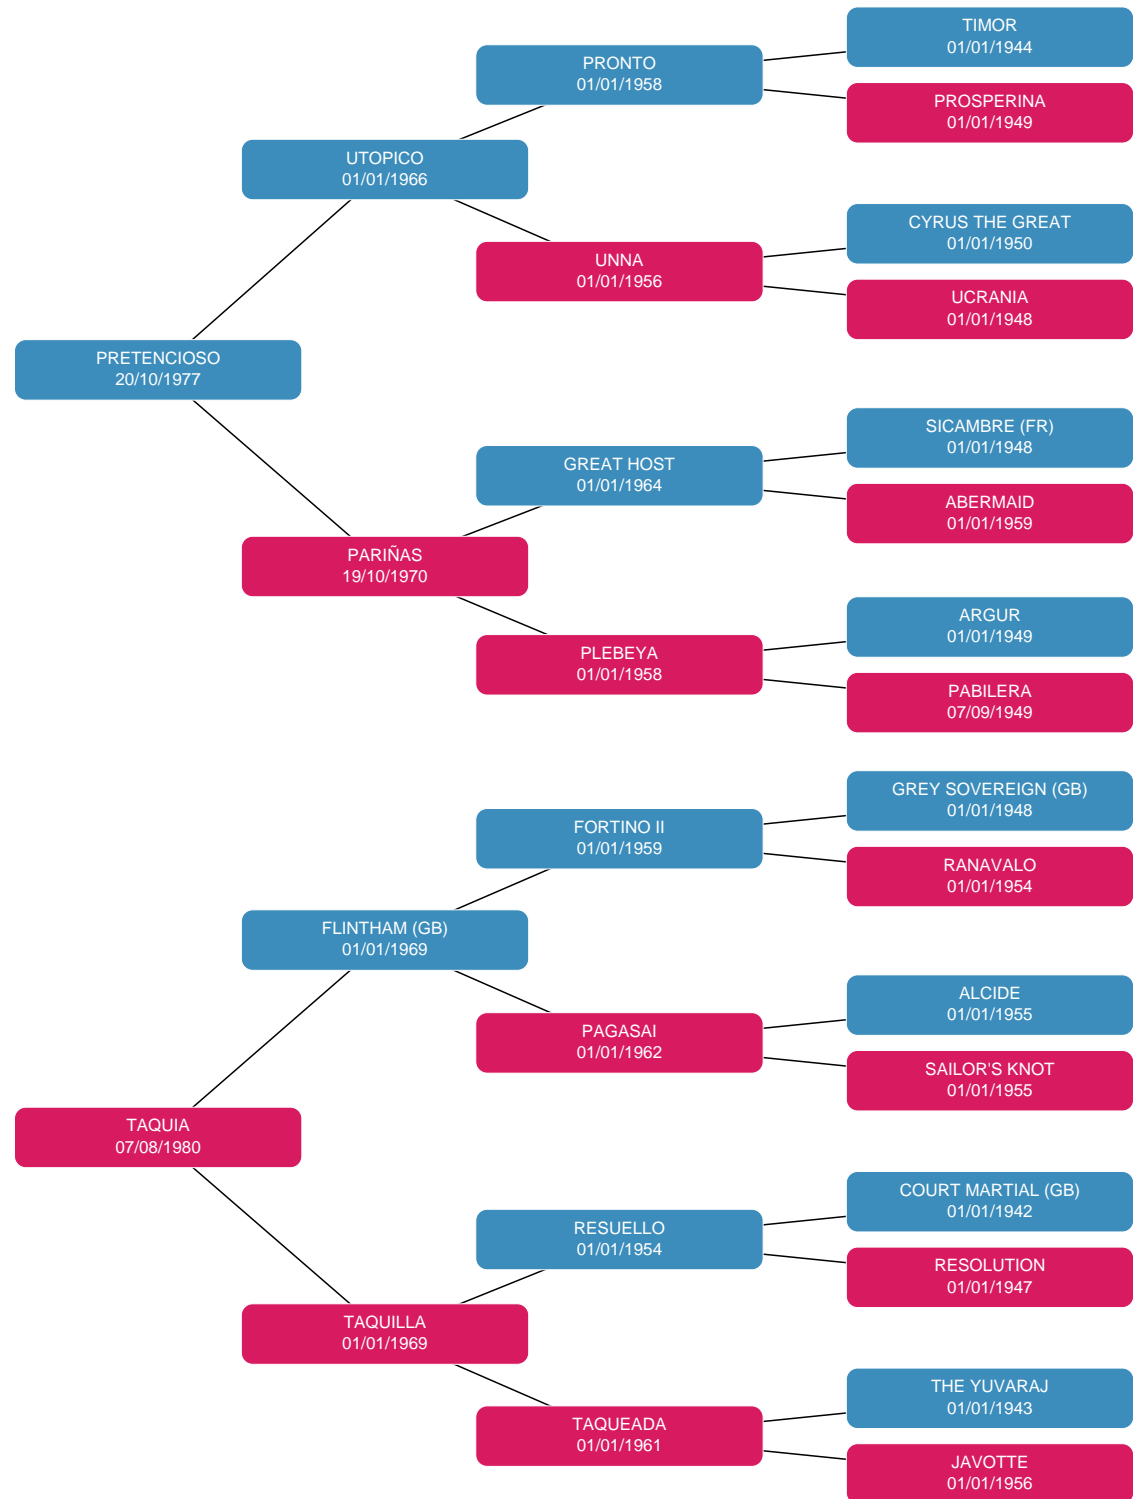 TIMOR
01/01/1944
PRONTO
01/01/1958
PROSPERINA
01/01/1949
UTOPICO
01/01/1966
CYRUS THE GREAT
01/01/1950
UNNA
01/01/1956
UCRANIA
01/01/1948
PRETENCIOSO
20/10/1977
SICAMBRE (FR)
01/01/1948
GREAT HOST
01/01/1964
ABERMAID
01/01/1959
PARIÑAS
19/10/1970
ARGUR
01/01/1949
PLEBEYA
01/01/1958
PABILERA
07/09/1949
GREY SOVEREIGN (GB)
01/01/1948
FORTINO II
01/01/1959
RANAVALO
01/01/1954
FLINTHAM (GB)
01/01/1969
ALCIDE
01/01/1955
PAGASAI
01/01/1962
SAILOR'S KNOT
01/01/1955
TAQUIA
07/08/1980
COURT MARTIAL (GB)
01/01/1942
RESUELLO
01/01/1954
RESOLUTION
01/01/1947
TAQUILLA
01/01/1969
THE YUVARAJ
01/01/1943
TAQUEADA
01/01/1961
JAVOTTE
01/01/1956